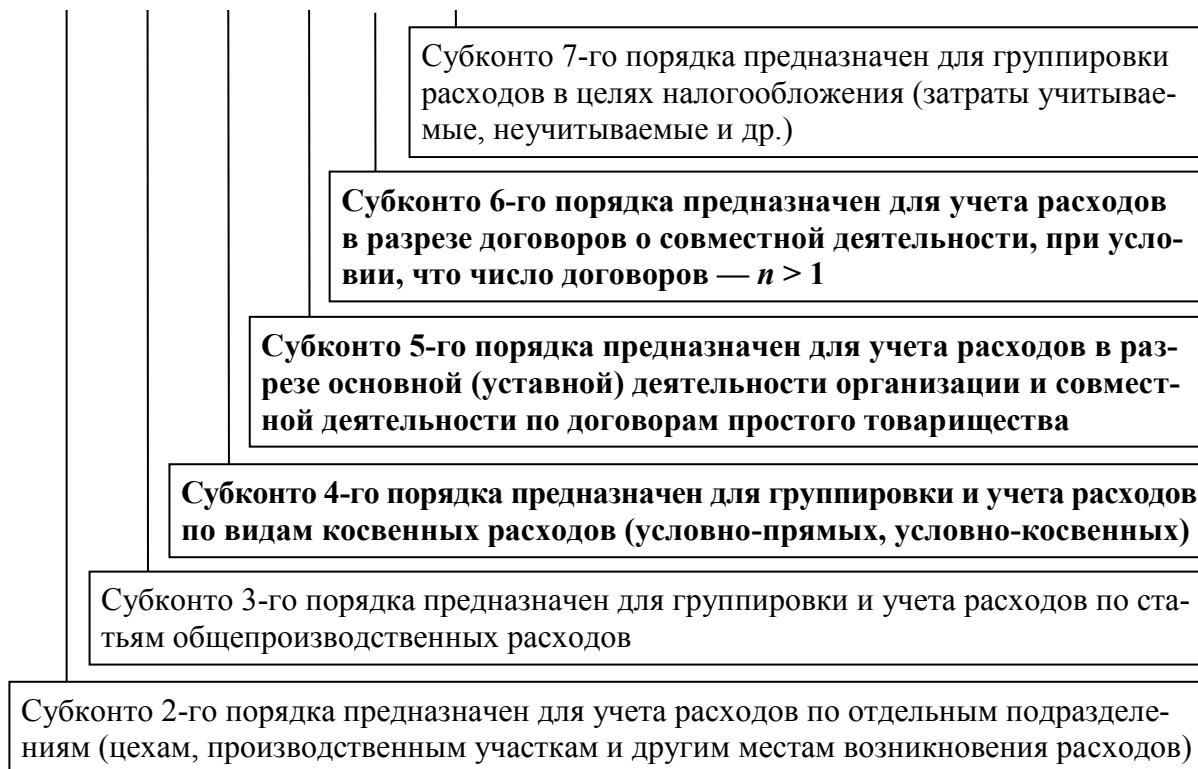 Субконто 7-го порядка предназначен для группировки
расходов в целях налогообложения (затраты учитывае-
мые, неучитываемые и др.)
Субконто 6-го порядка предназначен для учета расходов
в разрезе договоров о совместной деятельности, при усло-
вии, что число договоров — n > 1
Субконто 5-го порядка предназначен для учета расходов в раз-
резе основной (уставной) деятельности организации и совмест-
ной деятельности по договорам простого товарищества
Субконто 4-го порядка предназначен для группировки и учета расходов
по видам косвенных расходов (условно-прямых, условно-косвенных)
Субконто 3-го порядка предназначен для группировки и учета расходов по ста-
тьям общепроизводственных расходов
Субконто 2-го порядка предназначен для учета расходов по отдельным подразделе-
ниям (цехам, производственным участкам и другим местам возникновения расходов)